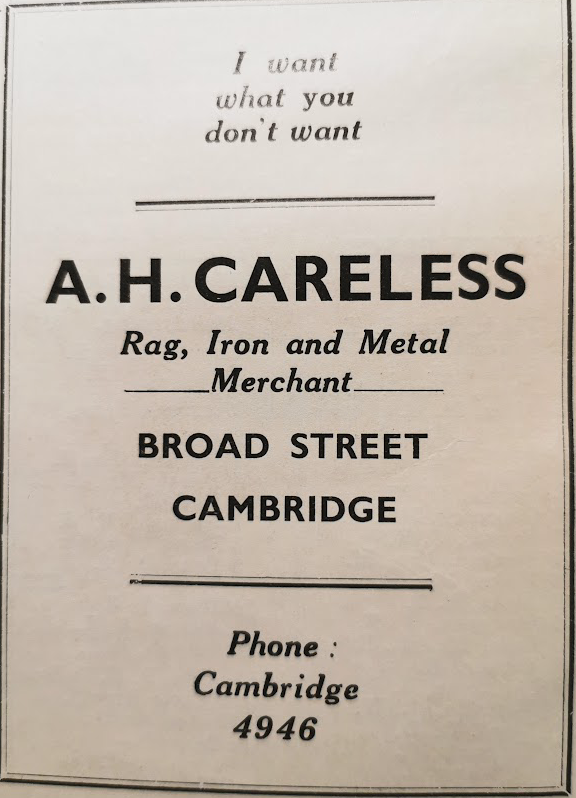 I want
what you
don't want
A. H. CARELESS
Rag, Iron and Metal
Merchant
BROAD STREET
CAMBRIDGE
Phone :
Cambridge
4946